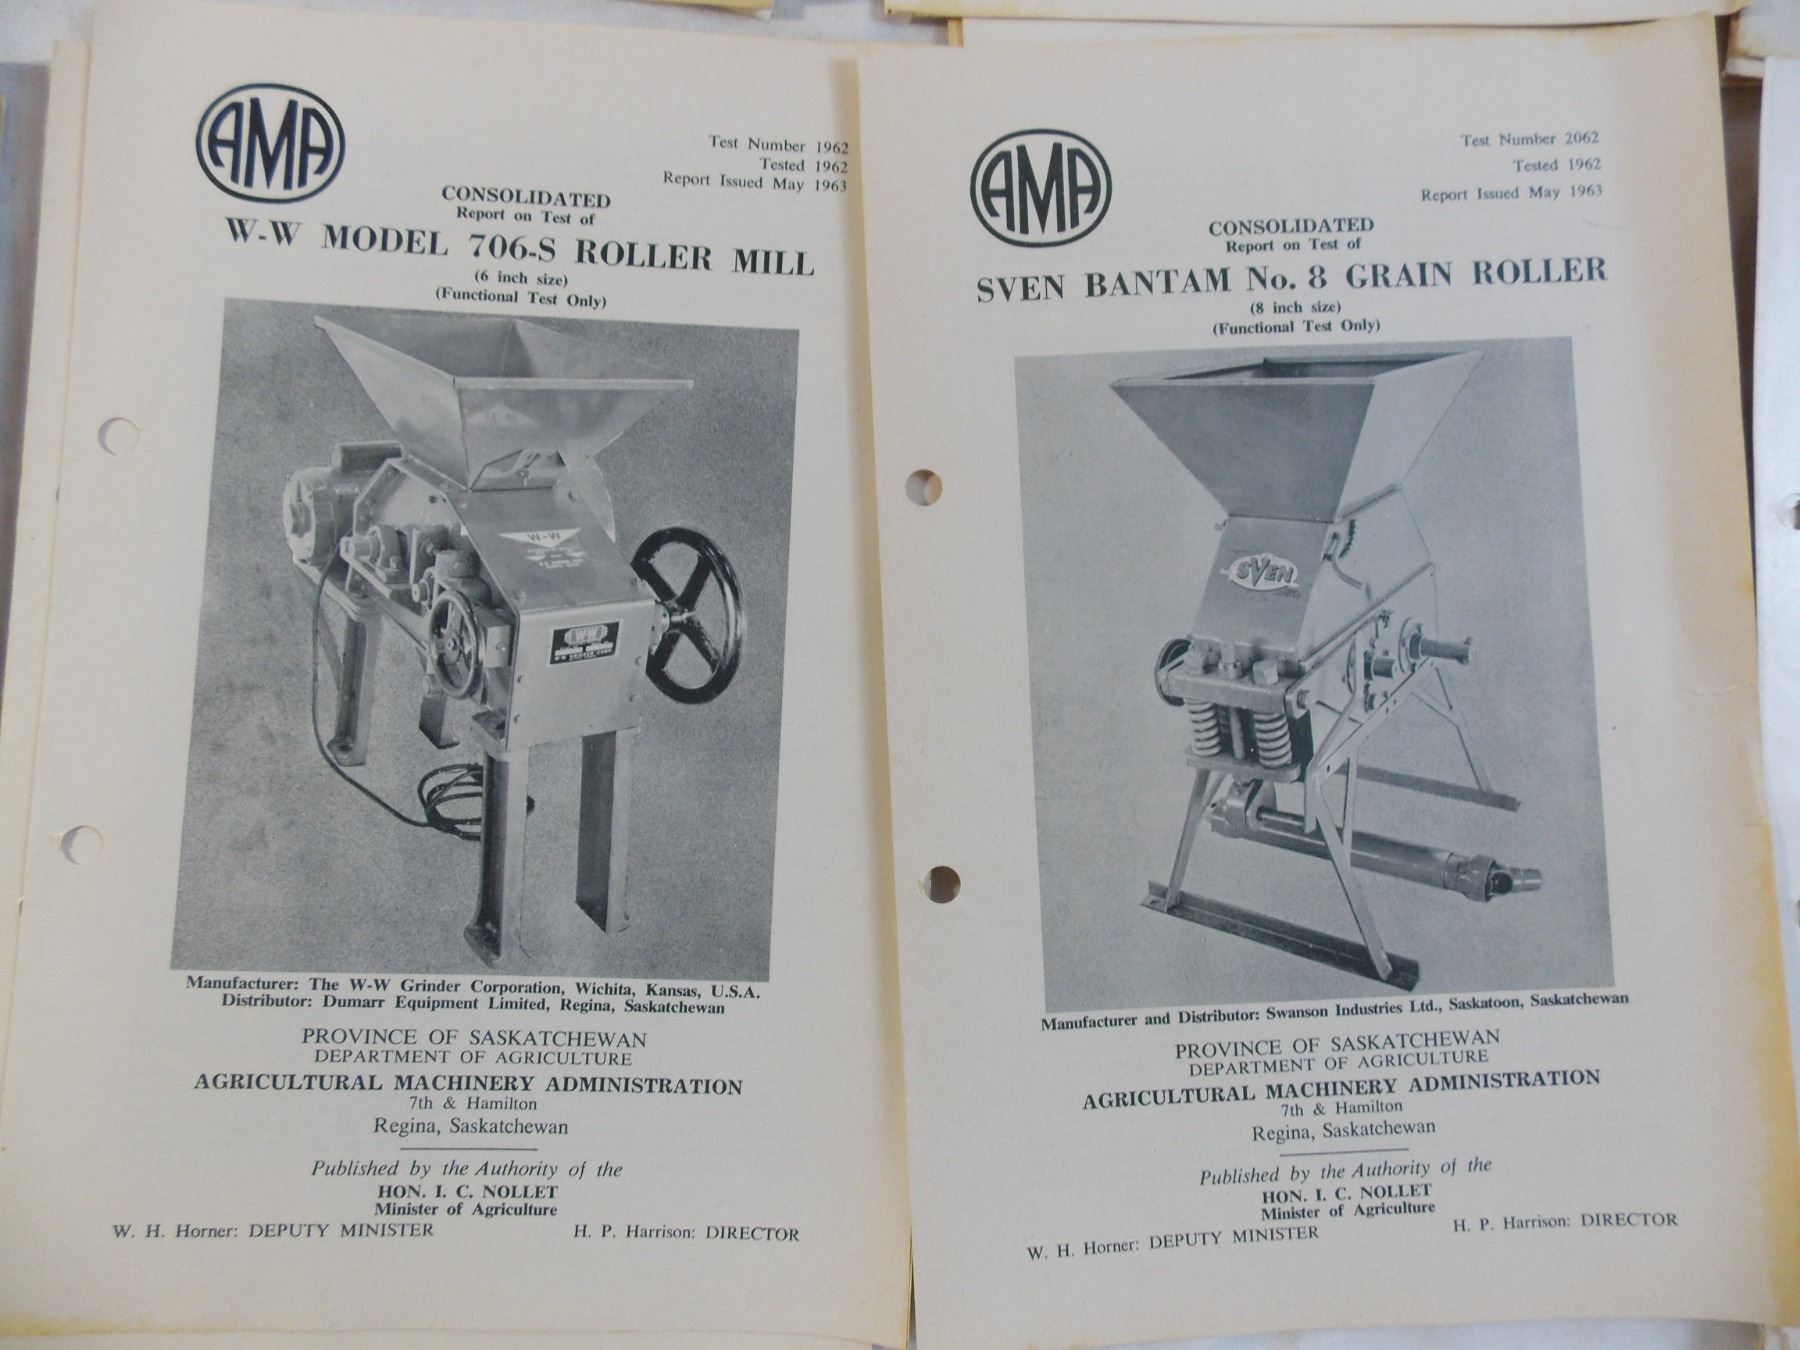 AMA
Test Number 1962
Tested 1962
Report Issued May 1963
CONSOLIDATED
Report on Test of
W-W MODEL 706-S ROLLER MILL
(6 inch size)
(Functional Test Only)
W-W
WW
W-W GRINDER CORP.
Manufacturer: The W-W Grinder Corporation, Wichita, Kansas, U.S.A.
Distributor: Dumarr Equipment Limited, Regina, Saskatchewan
PROVINCE OF SASKATCHEWAN
DEPARTMENT OF AGRICULTURE
AGRICULTURAL MACHINERY ADMINISTRATION
7th & Hamilton
Regina, Saskatchewan
Published by the Authority of the
HON. I. C. NOLLET
Minister of Agriculture
W. H. Horner: DEPUTY MINISTER H. P. Harrison: DIRECTOR
AMA
Test Number 2062
Tested 1962
Report Issued May 1963
CONSOLIDATED
Report on Test of
SVEN BANTAM No. 8 GRAIN ROLLER
(8 inch size)
(Functional Test Only)
SVEN
Manufacturer and Distributor: Swanson Industries Ltd., Saskatoon, Saskatchewan
PROVINCE OF SASKATCHEWAN
DEPARTMENT OF AGRICULTURE
AGRICULTURAL MACHINERY ADMINISTRATION
7th & Hamilton
Regina, Saskatchewan
Published by the Authority of the
HON. I. C. NOLLET
Minister of Agriculture
W. H. Horner: DEPUTY MINISTER H. P. Harrison: DIRECTOR